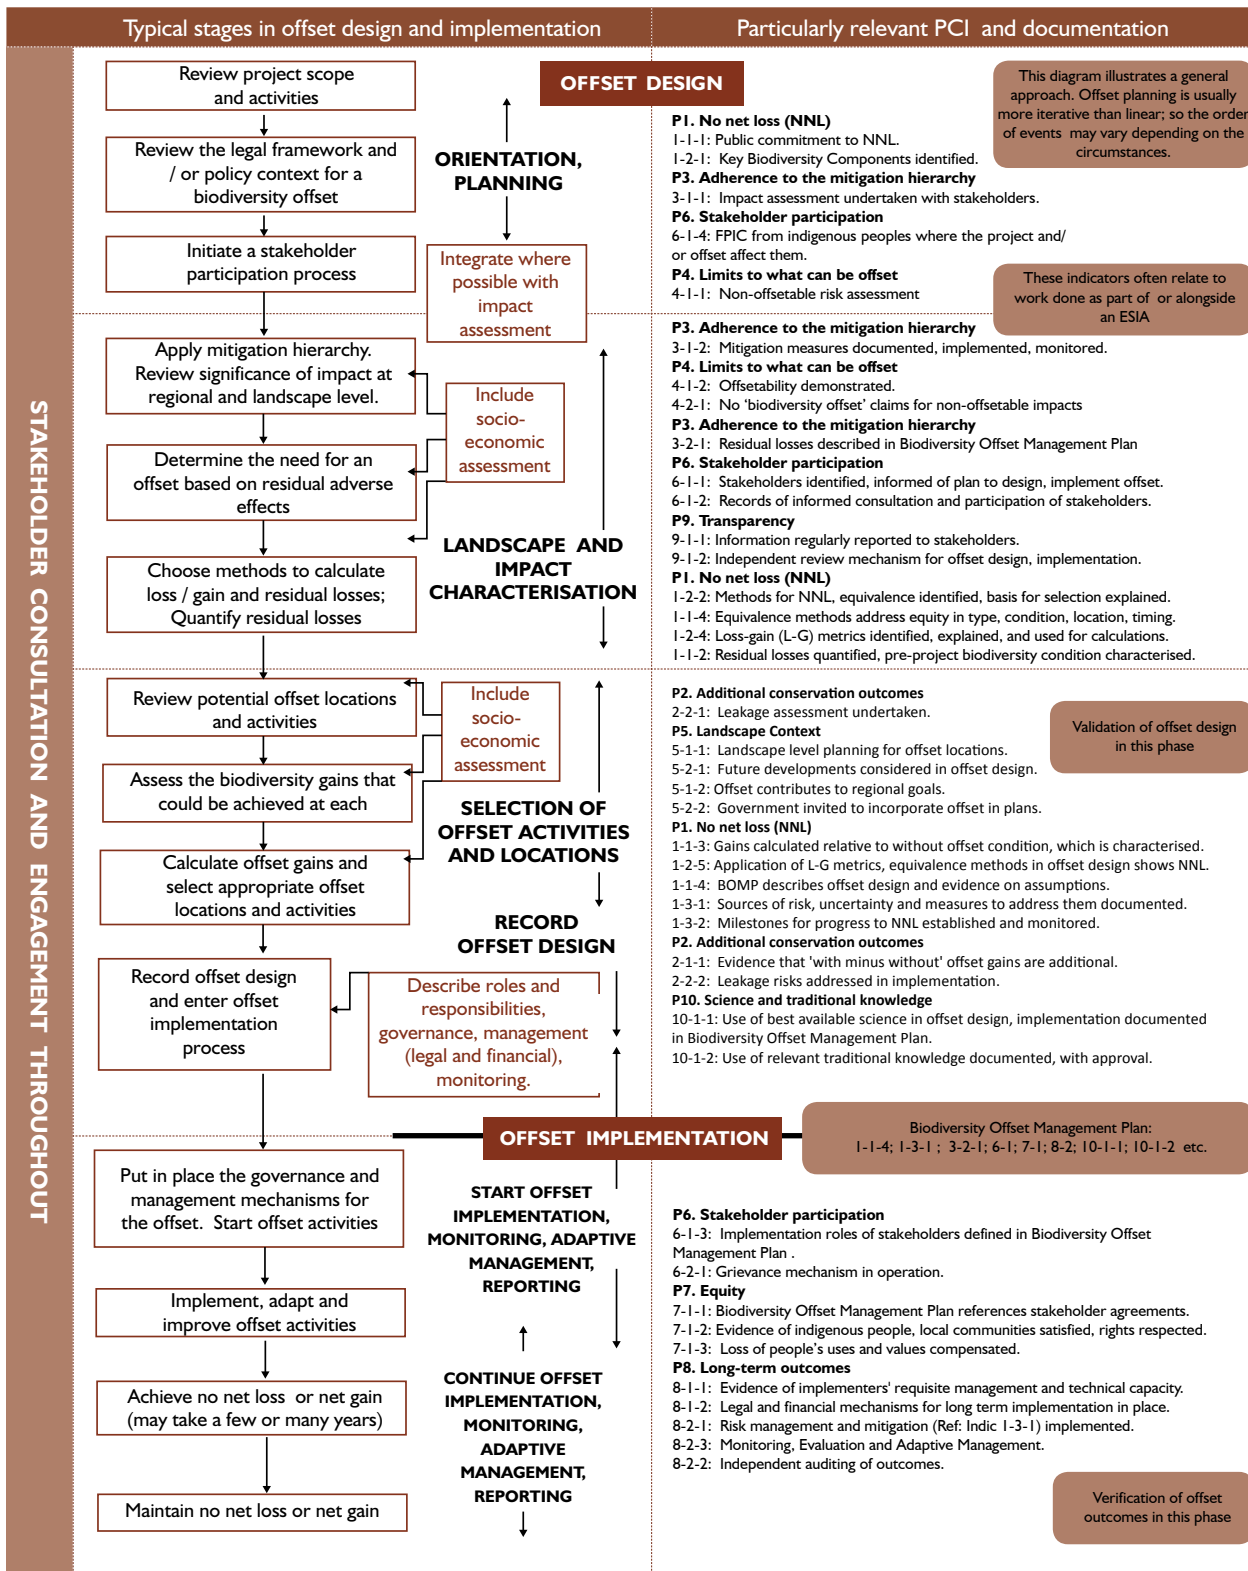 Typical stages in offset design and implementation
Particularly relevant PCI and documentation
STAKEHOLDER CONSULTATION AND ENGAGEMENT THROUGHOUT
OFFSET DESIGN
Review project scope
and activities
Review the legal framework and
/ or policy context for a
biodiversity offset
Initiate a stakeholder
participation process
ORIENTATION,
PLANNING
Integrate where
possible with
impact
assessment
P1. No net loss (NNL)
1-1-1: Public commitment to NNL.
1-2-1: Key Biodiversity Components identified.
P3. Adherence to the mitigation hierarchy
3-1-1: Impact assessment undertaken with stakeholders.
P6. Stakeholder participation
6-1-4: FPIC from indigenous peoples where the project and/
or offset affect them.
P4. Limits to what can be offset
4-1-1: Non-offsetable risk assessment
This diagram illustrates a general
approach. Offset planning is usually
more iterative than linear; so the order
of events may vary depending on the
circumstances.
These indicators often relate to
work done as part of or alongside
an ESIA
Apply mitigation hierarchy.
Review significance of impact at
regional and landscape level.
Determine the need for an
offset based on residual adverse
effects
Choose methods to calculate
loss / gain and residual losses;
Quantify residual losses
Include
socio-
economic
assessment
LANDSCAPE AND
IMPACT
CHARACTERISATION
P3. Adherence to the mitigation hierarchy
3-1-2: Mitigation measures documented, implemented, monitored.
P4. Limits to what can be offset
4-1-2: Offsetability demonstrated.
4-2-1: No ‘biodiversity offset’ claims for non-offsetable impacts
P3. Adherence to the mitigation hierarchy
3-2-1: Residual losses described in Biodiversity Offset Management Plan
P6. Stakeholder participation
6-1-1: Stakeholders identified, informed of plan to design, implement offset.
6-1-2: Records of informed consultation and participation of stakeholders.
P9. Transparency
9-1-1: Information regularly reported to stakeholders.
9-1-2: Independent review mechanism for offset design, implementation.
P1. No net loss (NNL)
1-2-2: Methods for NNL, equivalence identified, basis for selection explained.
1-1-4: Equivalence methods address equity in type, condition, location, timing.
1-2-4: Loss-gain (L-G) metrics identified, explained, and used for calculations.
1-1-2: Residual losses quantified, pre-project biodiversity condition characterised.
Review potential offset locations
and activities
Assess the biodiversity gains that
could be achieved at each
Calculate offset gains and
select appropriate offset
locations and activities
Record offset design
and enter offset
implementation
process
Include
socio-
economic
assessment
SELECTION OF
OFFSET ACTIVITIES
AND LOCATIONS
RECORD
OFFSET DESIGN
Describe roles and
responsibilities,
governance, management
(legal and financial),
monitoring.
P2. Additional conservation outcomes
2-2-1: Leakage assessment undertaken.
P5. Landscape Context
5-1-1: Landscape level planning for offset locations.
5-2-1: Future developments considered in offset design.
5-1-2: Offset contributes to regional goals.
5-2-2: Government invited to incorporate offset in plans.
P1. No net loss (NNL)
1-1-3: Gains calculated relative to without offset condition, which is characterised.
1-2-5: Application of L-G metrics, equivalence methods in offset design shows NNL.
1-1-4: BOMP describes offset design and evidence on assumptions.
1-3-1: Sources of risk, uncertainty and measures to address them documented.
1-3-2: Milestones for progress to NNL established and monitored.
P2. Additional conservation outcomes
2-1-1: Evidence that 'with minus without' offset gains are additional.
2-2-2: Leakage risks addressed in implementation.
P10. Science and traditional knowledge
10-1-1: Use of best available science in offset design, implementation documented
in Biodiversity Offset Management Plan.
10-1-2: Use of relevant traditional knowledge documented, with approval.
Validation of offset design
in this phase
OFFSET IMPLEMENTATION
Biodiversity Offset Management Plan:
1-1-4; 1-3-1 ; 3-2-1; 6-1; 7-1; 8-2; 10-1-1; 10-1-2 etc.
Put in place the governance and
management mechanisms for
the offset. Start offset activities
Implement, adapt and
improve offset activities
Achieve no net loss or net gain
(may take a few or many years)
Maintain no net loss or net gain
START OFFSET
IMPLEMENTATION,
MONITORING, ADAPTIVE
MANAGEMENT,
REPORTING
CONTINUE OFFSET
IMPLEMENTATION,
MONITORING,
ADAPTIVE
MANAGEMENT,
REPORTING
P6. Stakeholder participation
6-1-3: Implementation roles of stakeholders defined in Biodiversity Offset
Management Plan .
6-2-1: Grievance mechanism in operation.
P7. Equity
7-1-1: Biodiversity Offset Management Plan references stakeholder agreements.
7-1-2: Evidence of indigenous people, local communities satisfied, rights respected.
7-1-3: Loss of people’s uses and values compensated.
P8. Long-term outcomes
8-1-1: Evidence of implementers' requisite management and technical capacity.
8-1-2: Legal and financial mechanisms for long term implementation in place.
8-2-1: Risk management and mitigation (Ref: Indic 1-3-1) implemented.
8-2-3: Monitoring, Evaluation and Adaptive Management.
8-2-2: Independent auditing of outcomes.
Verification of offset
outcomes in this phase